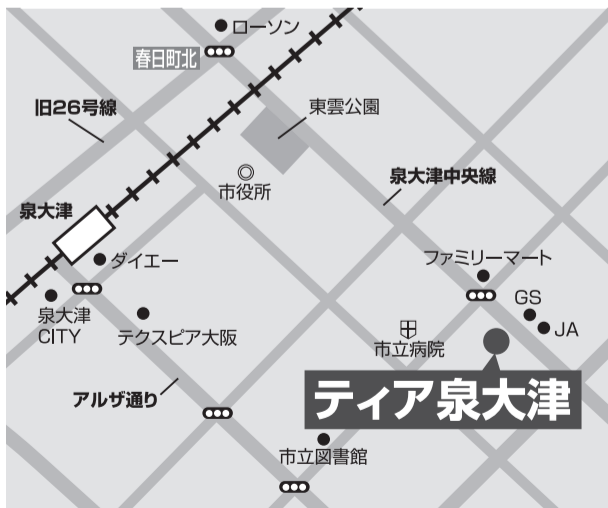 ローソン
春日町北
旧26号線
東雲公園
市役所
泉大津中央線
泉大津
ダイエー
ファミリーマート
泉大津
CITY
テクスピア大阪
GS
JA
市立病院
アルザ通り
ティア泉大津
市立図書館